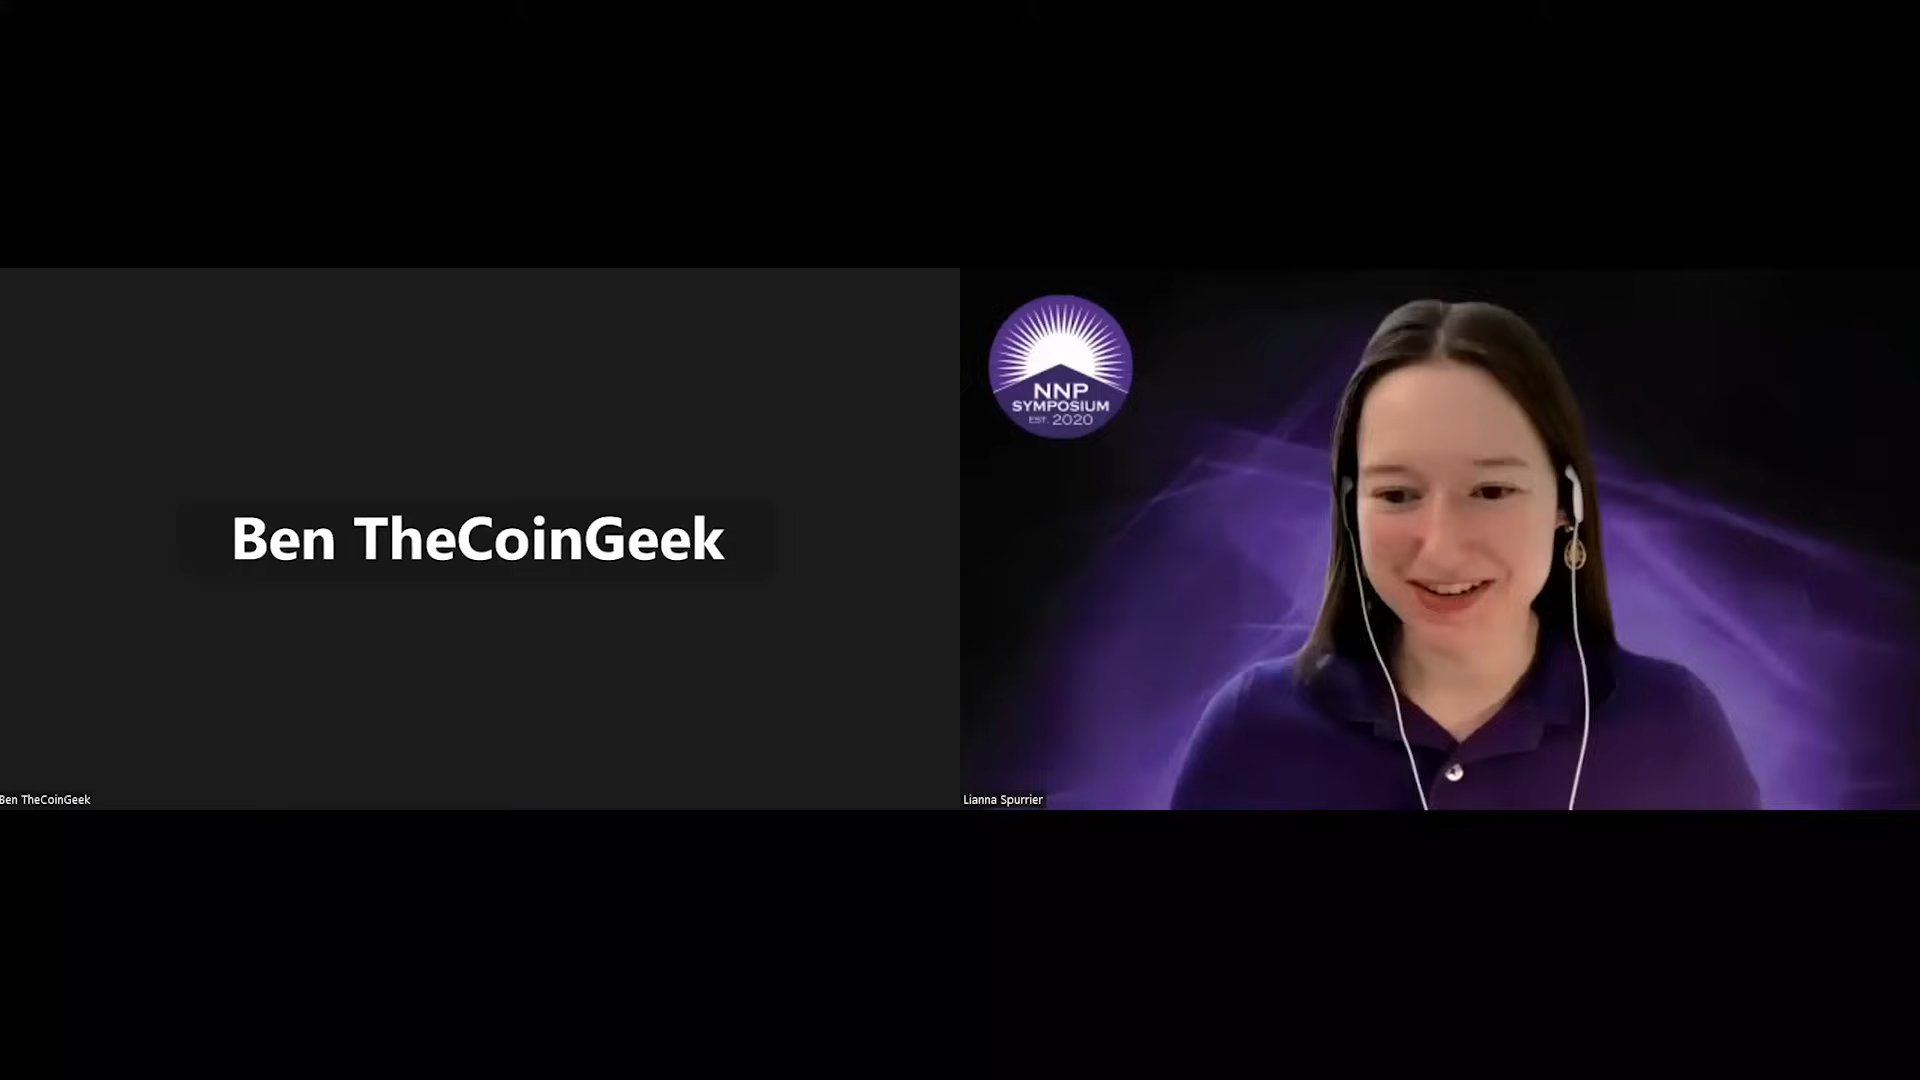 Ben TheCoinGeek
Ben TheCoinGeek
NNP
SYMPOSIUM
EST. 2020
Lianna Spurrier